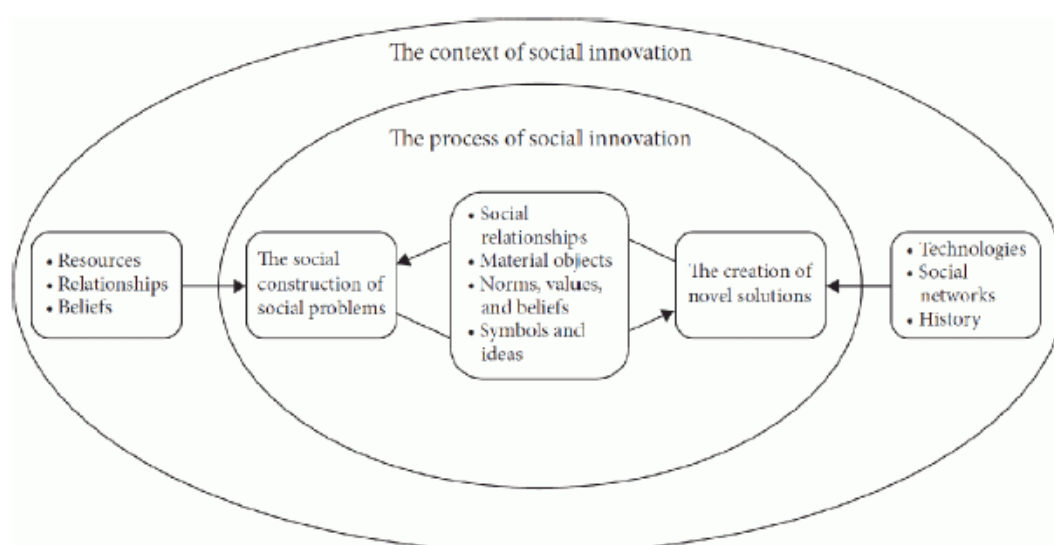 The context of social innovation
The process of social innovation
• Resources
• Relationships
• Beliefs
The social
construction of
social problems
• Social
relationships
• Material objects
• Norms, values,
and beliefs
• Symbols and
ideas
The creation of
novel solutions
• Technologies
• Social
networks
• History